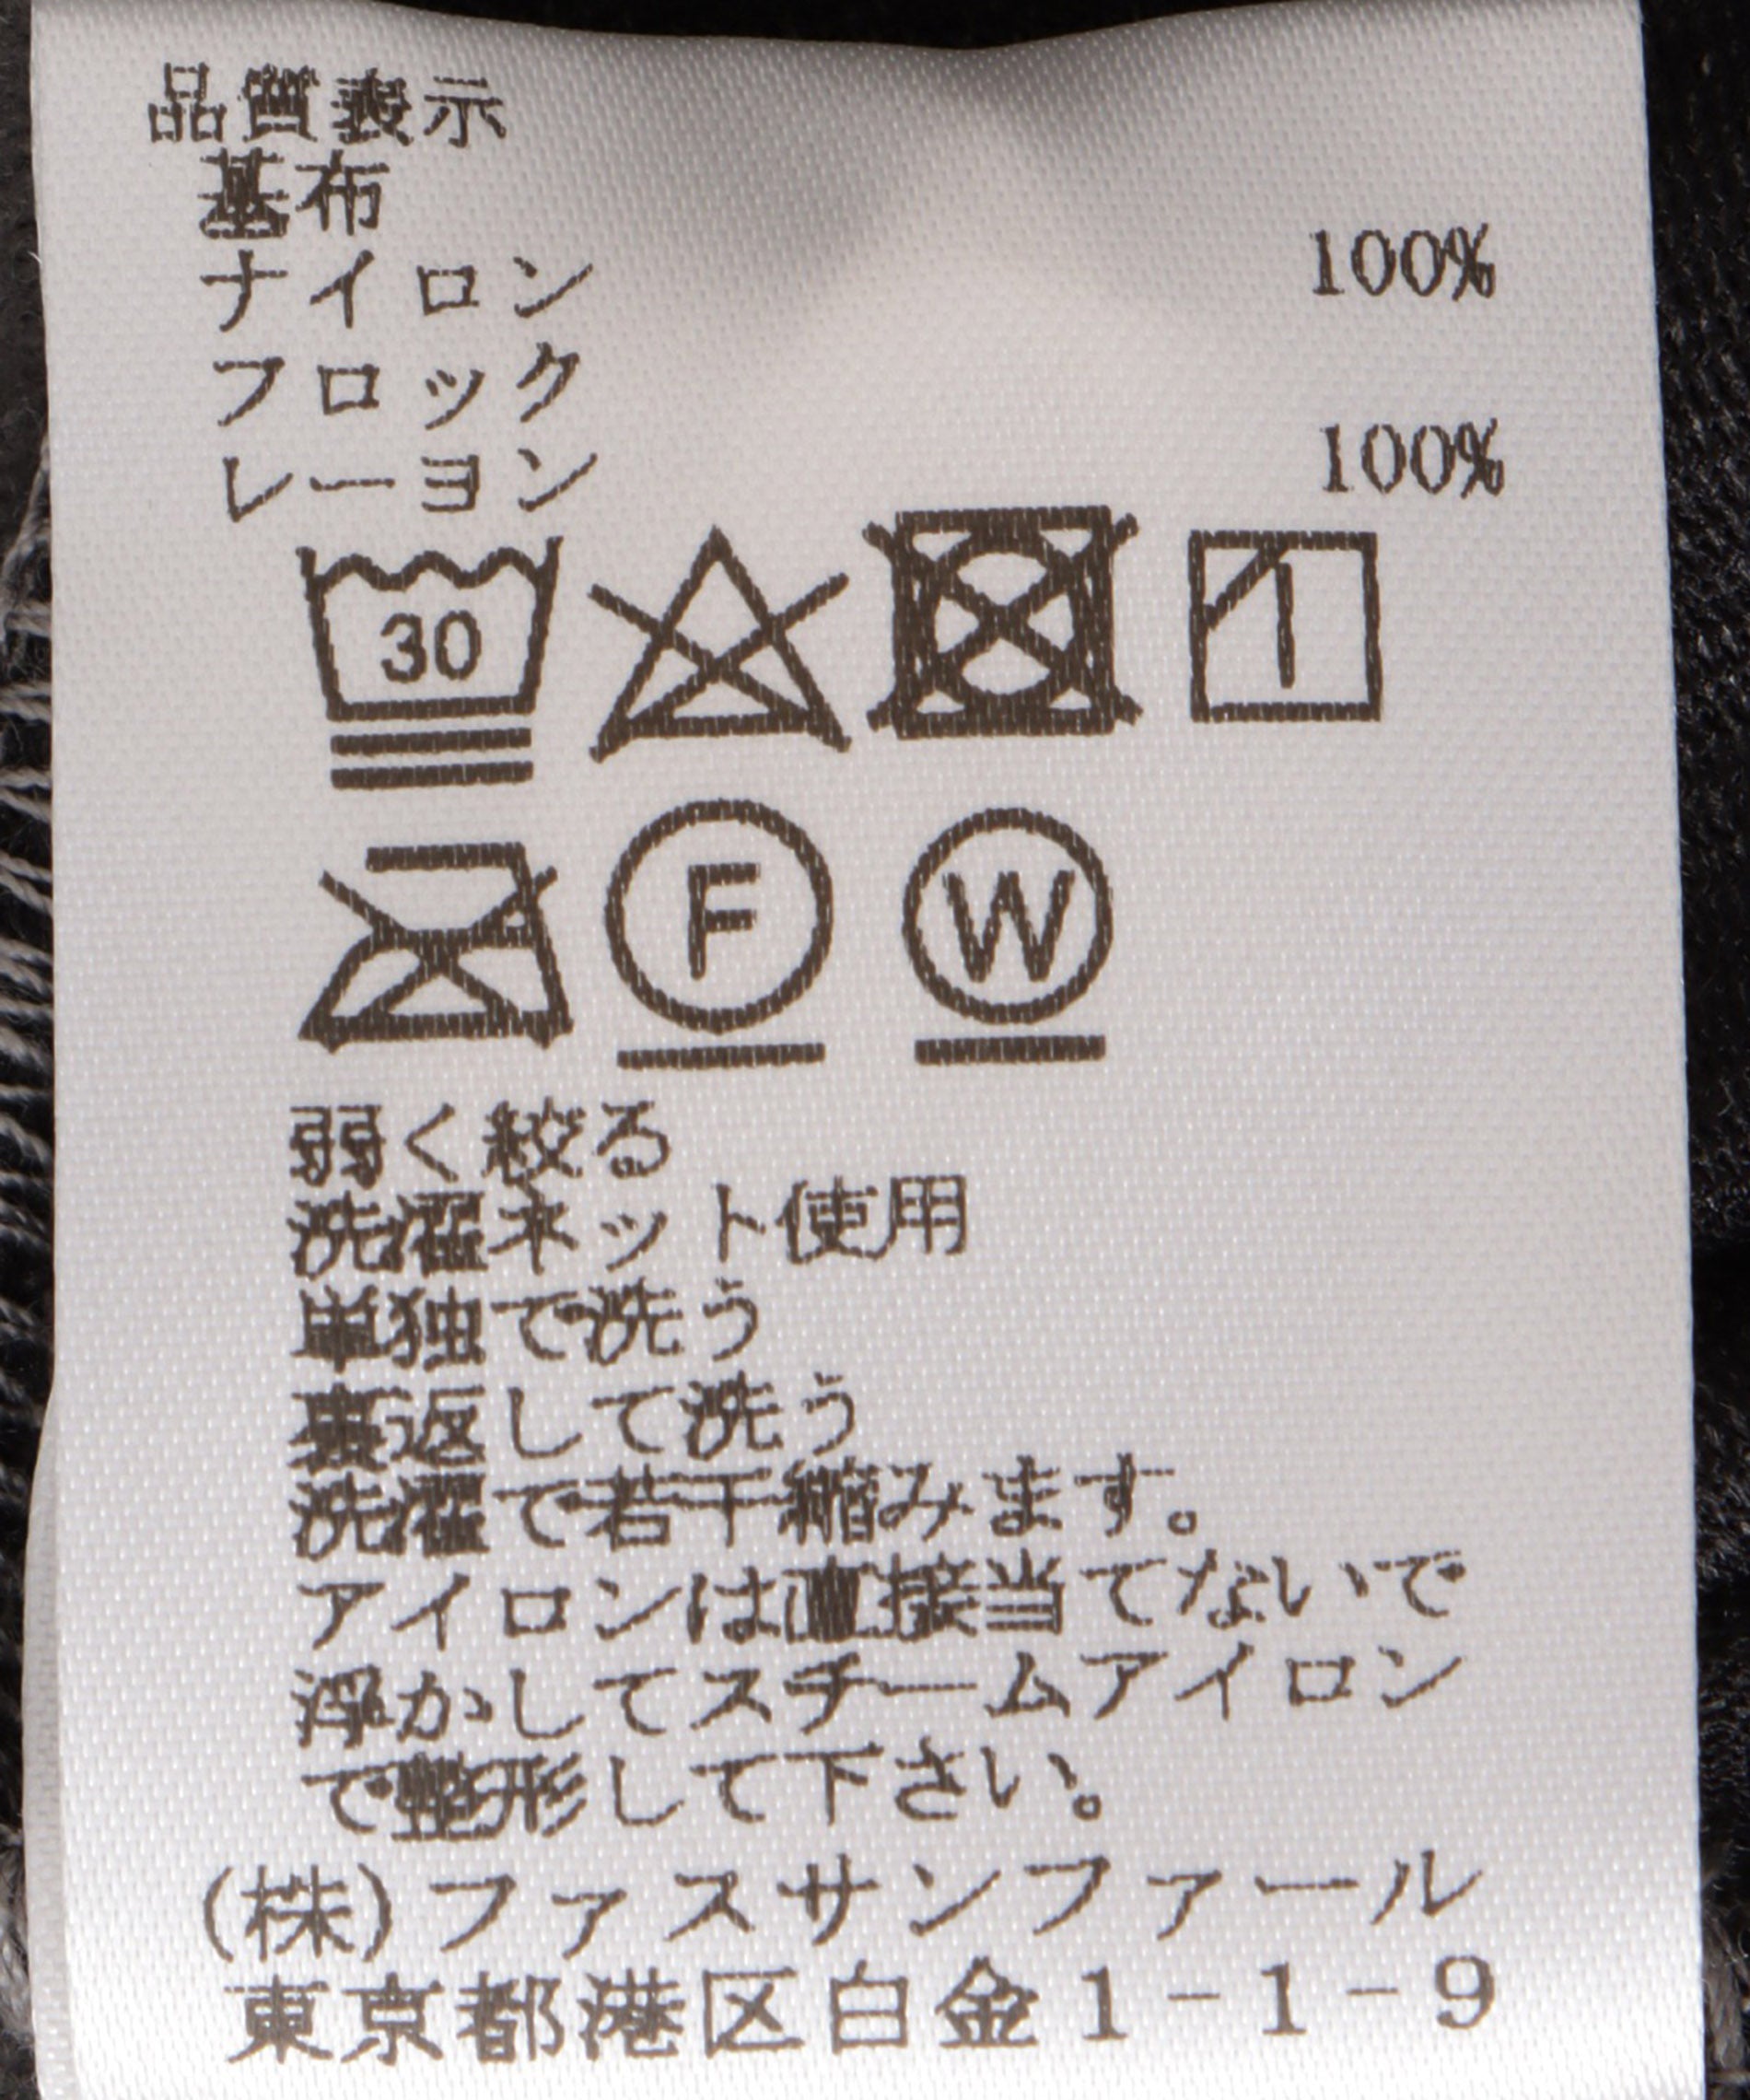 品質表示
基布
ナイロン 100%
フロック
レーヨン 100%
30
F W
弱く絞る
洗濯ネット使用
単独で洗う
裏返して洗う
洗濯で若干縮みます。
アイロンは直接当てないで
浮かしてスチームアイロン
で整形して下さい。
(株)ファスサンファール
東京都港区白金1-1-9